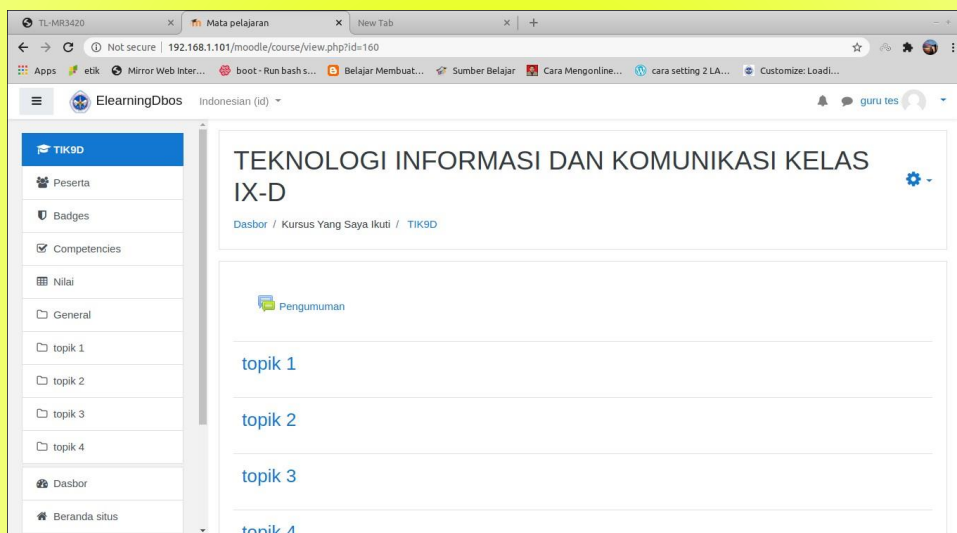 TL-MR3420
Mata pelajaran
New Tab
Not secure | 192.168.1.101/moodle/course/view.php?id=160
Apps
etik
Mirror Web Inter...
boot - Run bash s...
Belajar Membuat...
Sumber Belajar
Cara Mengonline...
cara setting 2 LA...
Customize: Loadi...
ElearningDbos
Indonesian (id)
guru tes
TIK9D
Peserta
Badges
Competencies
Nilai
General
topik 1
topik 2
topik 3
topik 4
Dasbor
Beranda situs
TEKNOLOGI INFORMASI DAN KOMUNIKASI KELAS
IX-D
Dasbor / Kursus Yang Saya Ikuti / TIK9D
Pengumuman
topik 1
topik 2
topik 3
topik 4